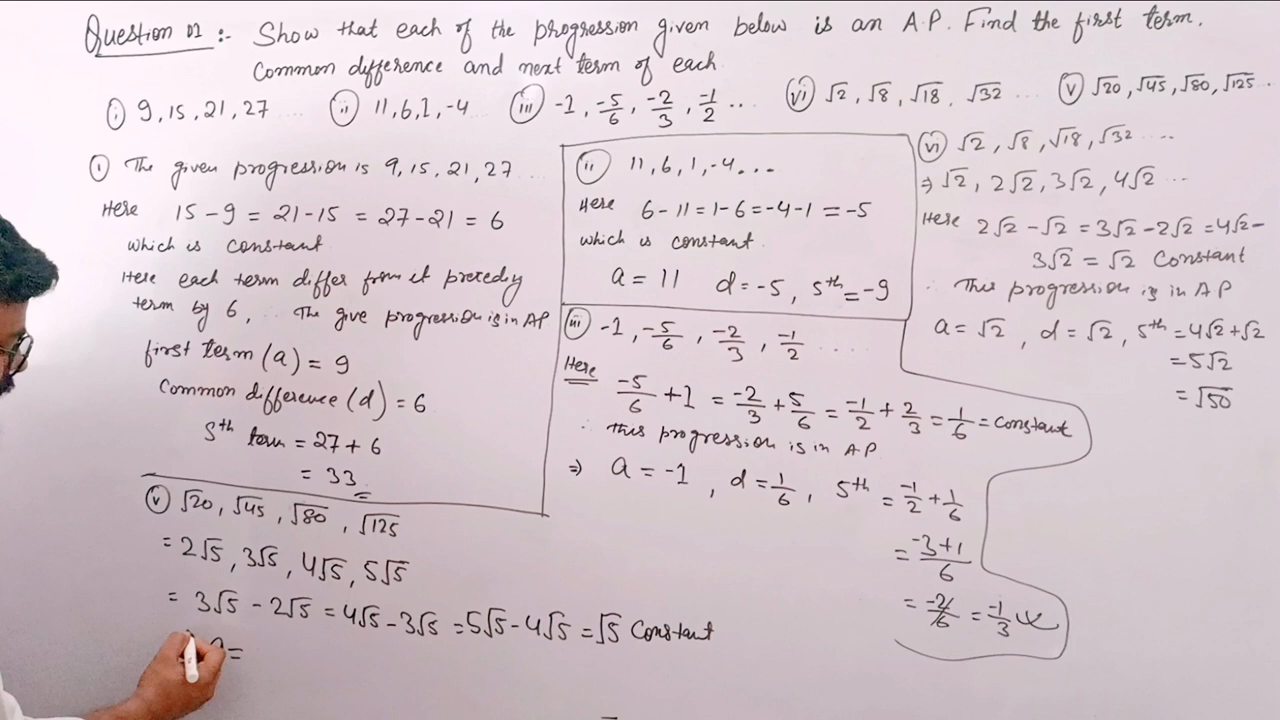 Question 01 :- Show that each of the progression given below is an A.P. Find the first term.
Common difference and next term of each
(i) 9, 15, 21, 27 .... (ii) 11, 6, 1, -4 ... (iii) -1, -5/6, -2/3, -1/2 .. (vi) √2, √8, √18, √32 ... (v) √20, √45, √80, √125 ...
(i) The given progression is 9, 15, 21, 27 ...
Here 15 - 9 = 21 - 15 = 27 - 21 = 6
which is constant
Here each term differ from it
term by 6, ∴ The give progression is in AP
first term (a) = 9
Common difference (d) = 6
5th term = 27 + 6
= 33
(ii) 11, 6, 1, -4 ...
Here 6 - 11 = 1 - 6 = -4 - 1 = -5
which is constant.
a = 11 d = -5, 5th = -9
(iii) -1, -5/6, -2/3, -1/2 ....
Here
-5/6 + 1 = -2/3 + 5/6 = -1/2 + 2/3 = 1/6 = Constant
∴ This progression is in AP
⇒ a = -1, d = 1/6, 5th = -1/2 + 1/6
= -3+1/6
= -2/6 = -1/3
(vi) √2, √8, √18, √32 ....
⇒ √2, 2√2, 3√2, 4√2 ...
Here 2√2 - √2 = 3√2 - 2√2 = 4√2 -
3√2 = √2 Constant
∴ This progression is in AP
a = √2, d = √2, 5th = 4√2 + √2
= 5√2
= √50
(v) √20, √45, √80, √125
= 2√5, 3√5, 4√5, 5√5
= 3√5 - 2√5 = 4√5 - 3√5 = 5√5 - 4√5 = √5 Constant
a =